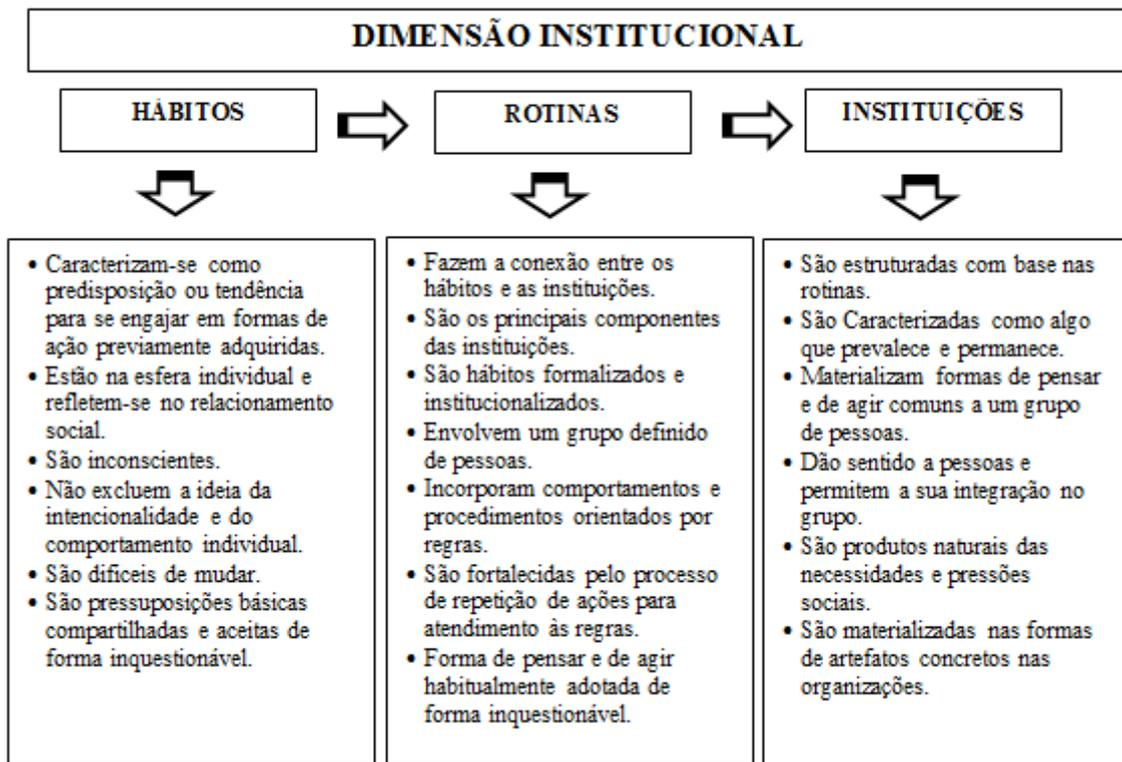 DIMENSÃO INSTITUCIONAL
HÁBITOS
ROTINAS
INSTITUIÇÕES
• Caracterizam-se como
predisposição ou tendência
para se engajar em formas de
ação previamente adquiridas.
• Estão na esfera individual e
refletem-se no relacionamento
social.
• São inconscientes.
• Não excluem a ideia da
intencionalidade e do
comportamento individual.
• São difíceis de mudar.
• São pressuposições básicas
compartilhadas e aceitas de
forma inquestionável.
• Fazem a conexão entre os
hábitos e as instituições.
• São os principais componentes
das instituições.
• São hábitos formalizados e
institucionalizados.
• Envolvem um grupo definido
de pessoas.
• Incorporam comportamentos e
procedimentos orientados por
regras.
• São fortalecidas pelo processo
de repetição de ações para
atendimento às regras.
• Forma de pensar e de agir
habitualmente adotada de
forma inquestionável.
• São estruturadas com base nas
rotinas.
• São Caracterizadas como algo
que prevalece e permanece.
• Materializam formas de pensar
e de agir comuns a um grupo
de pessoas.
• Dão sentido a pessoas e
permitem a sua integração no
grupo.
• São produtos naturais das
necessidades e pressões
sociais.
• São materializadas nas formas
de artefatos concretos nas
organizações.